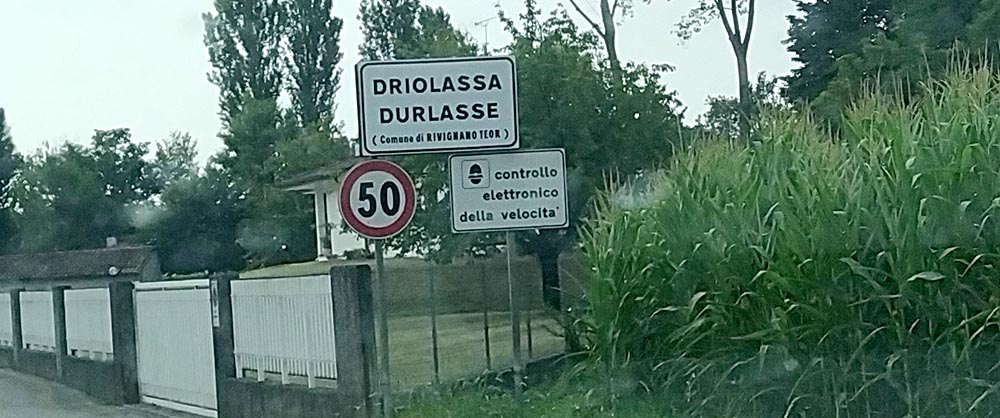 DRIOLASSA
DURLASSE
( Comune di RIVIGNANO TEOR )
50
controllo
elettronico
della velocita'